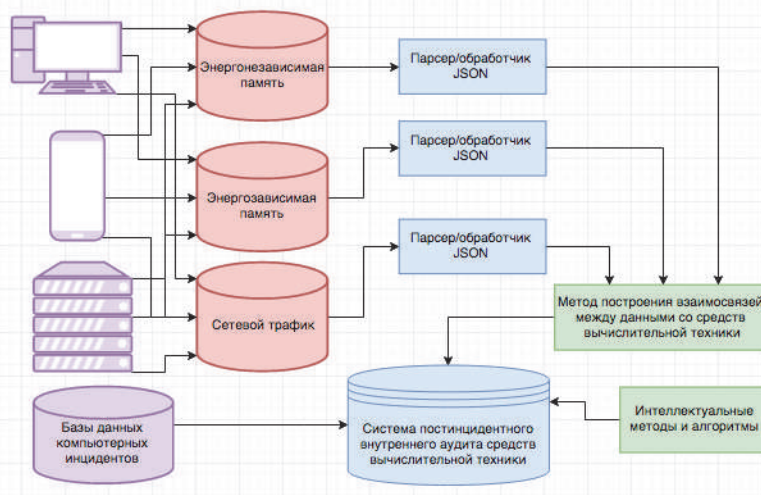 Энергонезависимая
память
Парсер/обработчик
JSON
Парсер/обработчик
JSON
Энергозависимая
память
Парсер/обработчик
JSON
Сетевой трафик
Метод построения взаимосвязей
между данными со средств
вычислительной техники
Базы данных
компьютерных
инцидентов
Система постинцидентного
внутреннего аудита средств
вычислительной техники
Интеллектуальные
методы и алгоритмы